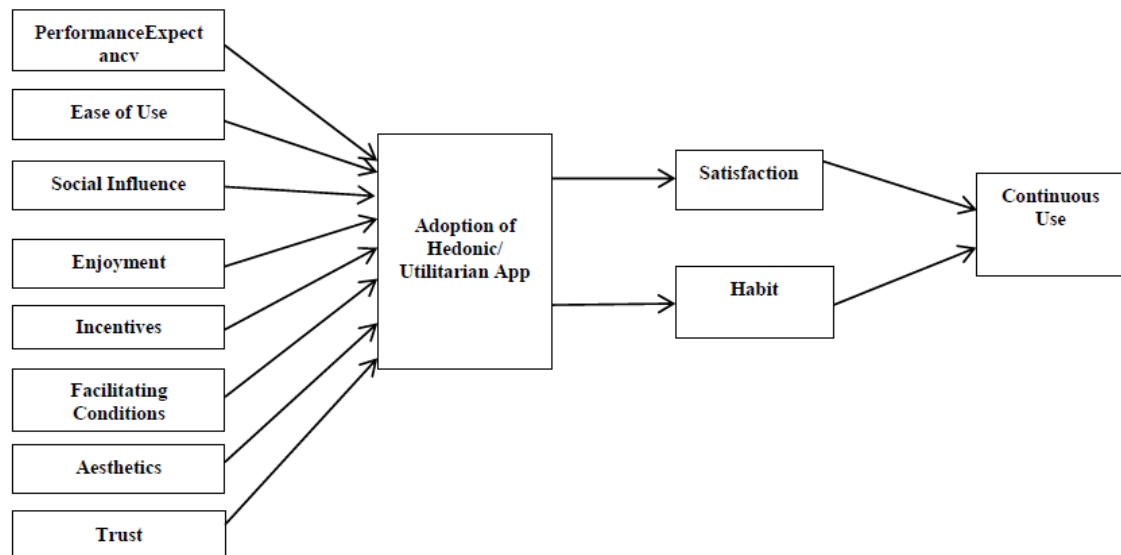 PerformanceExpect
ancy
Ease of Use
Social Influence
Enjoyment
Incentives
Facilitating
Conditions
Aesthetics
Trust
Adoption of
Hedonic/
Utilitarian App
Satisfaction
Habit
Continuous
Use